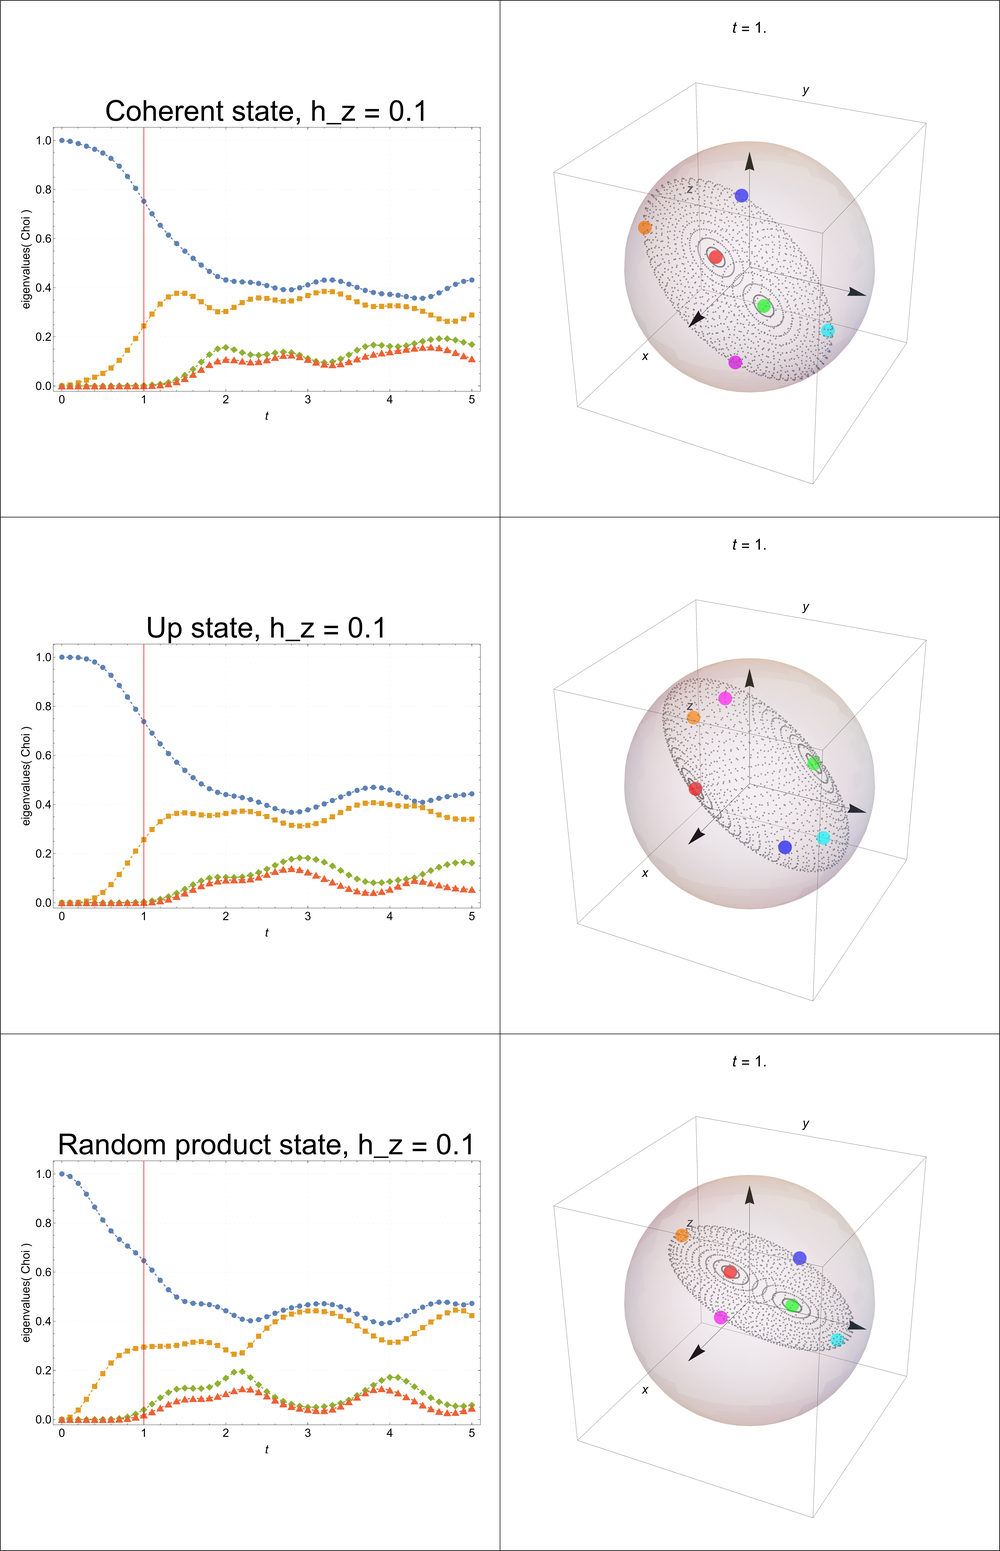 t = 1.
Coherent state, h_z = 0.1
eigenvalues( Choi )
1.0
0.8
0.6
0.4
0.2
0.0
0 1 2 3 4 5
t
y
z
x
t = 1.
Up state, h_z = 0.1
eigenvalues( Choi )
1.0
0.8
0.6
0.4
0.2
0.0
0 1 2 3 4 5
t
y
z
x
t = 1.
Random product state, h_z = 0.1
eigenvalues( Choi )
1.0
0.8
0.6
0.4
0.2
0.0
0 1 2 3 4 5
t
y
z
x